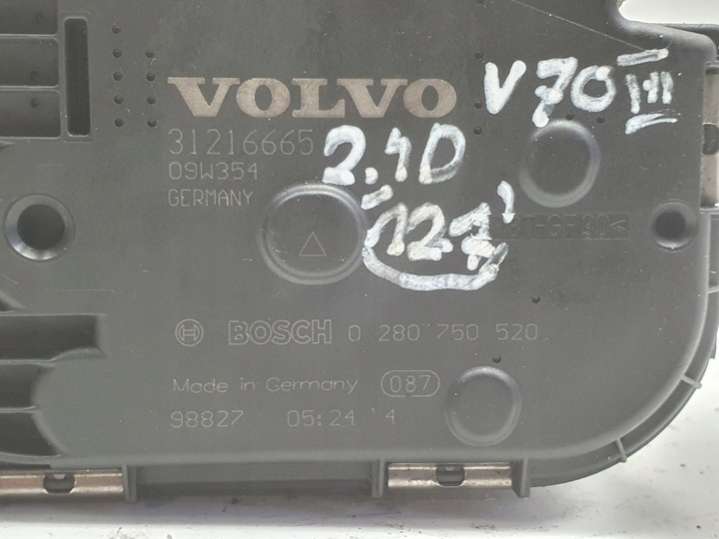 VOLVO
V70 III
31216665
2.4D
09W354
GERMANY
BOSCH 0 280 750 520
Made in Germany 087
98827 05:24 4